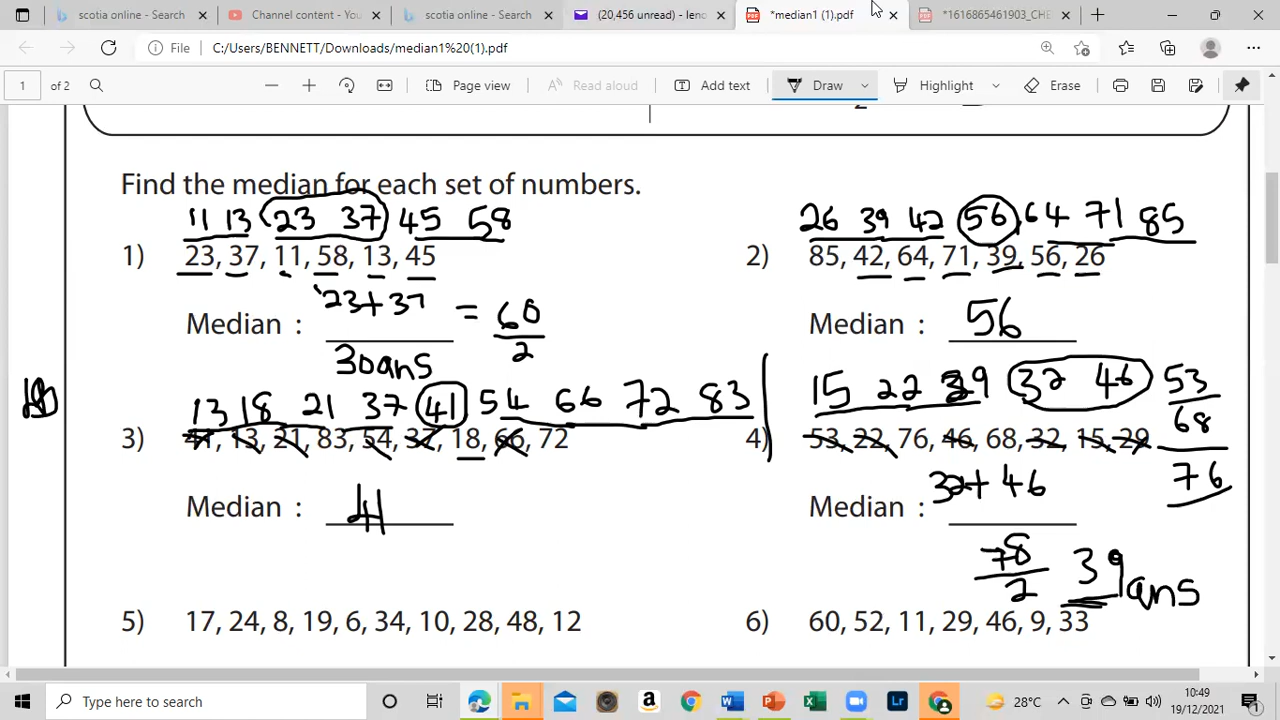 scotia online - Search
Channel content - You
scotia online - Search
(20,456 unread) - leno
*median1 (1).pdf
*1616865461903_CHE
File
C:/Users/BENNETT/Downloads/median1%20(1).pdf
1 of 2
Page view
Read aloud
Add text
Draw
Highlight
Erase
2
Find the median for each set of numbers.
11 13 23 37 45 58
1) 23, 37, 11, 58, 13, 45
23+37 = 60
Median :
2
30ans
26 39 42 56, 64 71 85
2) 85, 42, 64, 71, 39, 56, 26
Median : 56
13 18 21 37 41 54 66 72 83
3) 41, 13, 21, 83, 54, 37, 18, 66, 72
Median : 41
15 22 29 32 46 53
68
76
4) 53, 22, 76, 46, 68, 32, 15, 29
32+ 46
Median :
78
2
39 ans
5) 17, 24, 8, 19, 6, 34, 10, 28, 48, 12
6) 60, 52, 11, 29, 46, 9, 33
Type here to search
28°C
10:49
19/12/2021